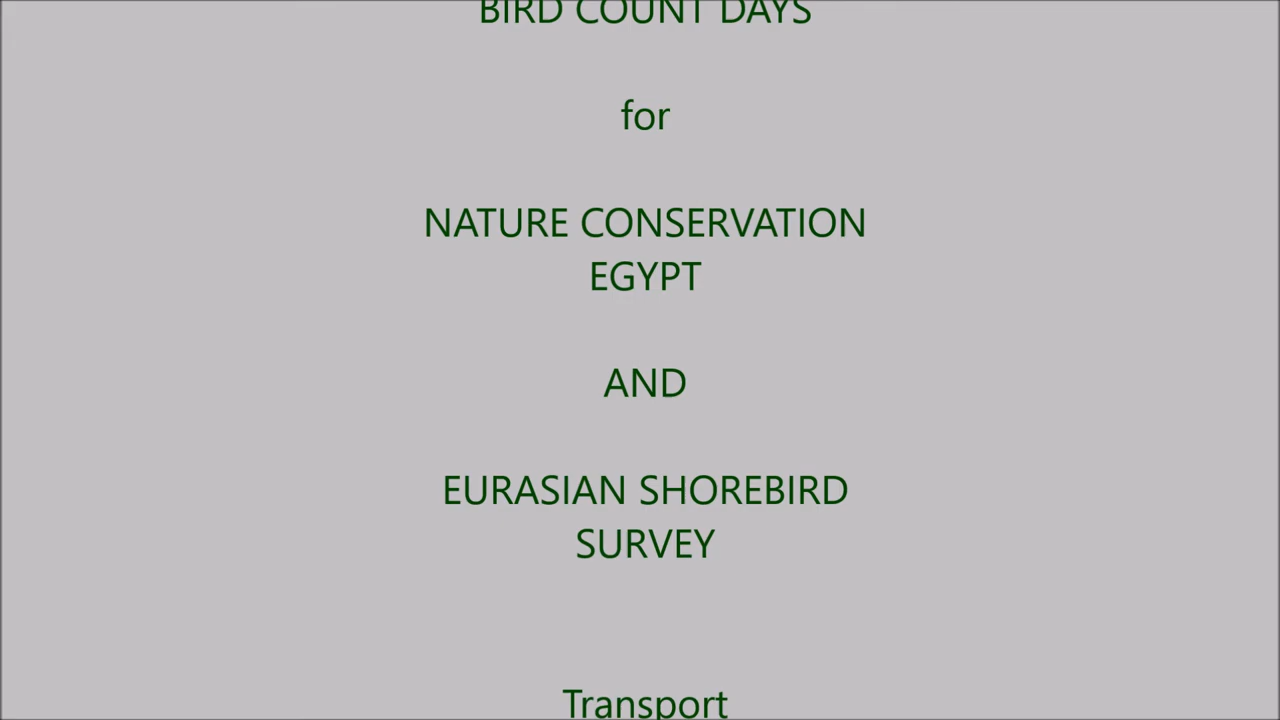 BIRD COUNT DAYS
for
NATURE CONSERVATION
EGYPT
AND
EURASIAN SHOREBIRD
SURVEY
Transport